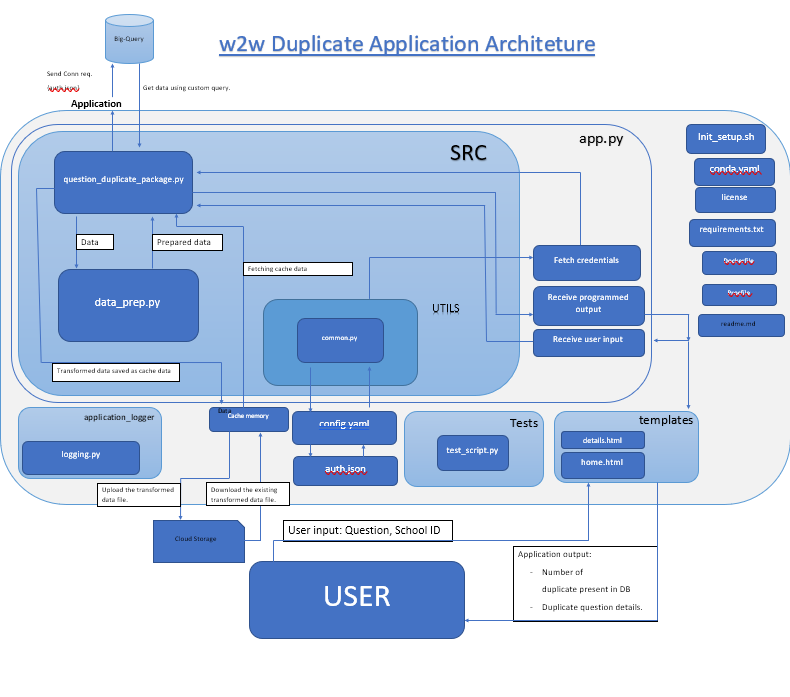 w2w Duplicate Application Architeture
Big-Query
Send Conn req.
(auth.json)
Get data using custom query.
Application
app.py
SRC
Init_setup.sh
conda.yaml
license
requirements.txt
Dockerfile
Procfile
readme.md
question_duplicate_package.py
Data
Prepared data
Fetching cache data
data_prep.py
UTILS
common.py
Fetch credentials
Receive programmed
output
Receive user input
Transformed data saved as cache data
application_logger
logging.py
Data
Cache memory
config.yaml
auth.json
Tests
test_script.py
templates
details.html
home.html
Upload the transformed
data file.
Download the existing
transformed data file.
Cloud Storage
User input: Question, School ID
USER
Application output:
- Number of
duplicate present in DB
- Duplicate question details.